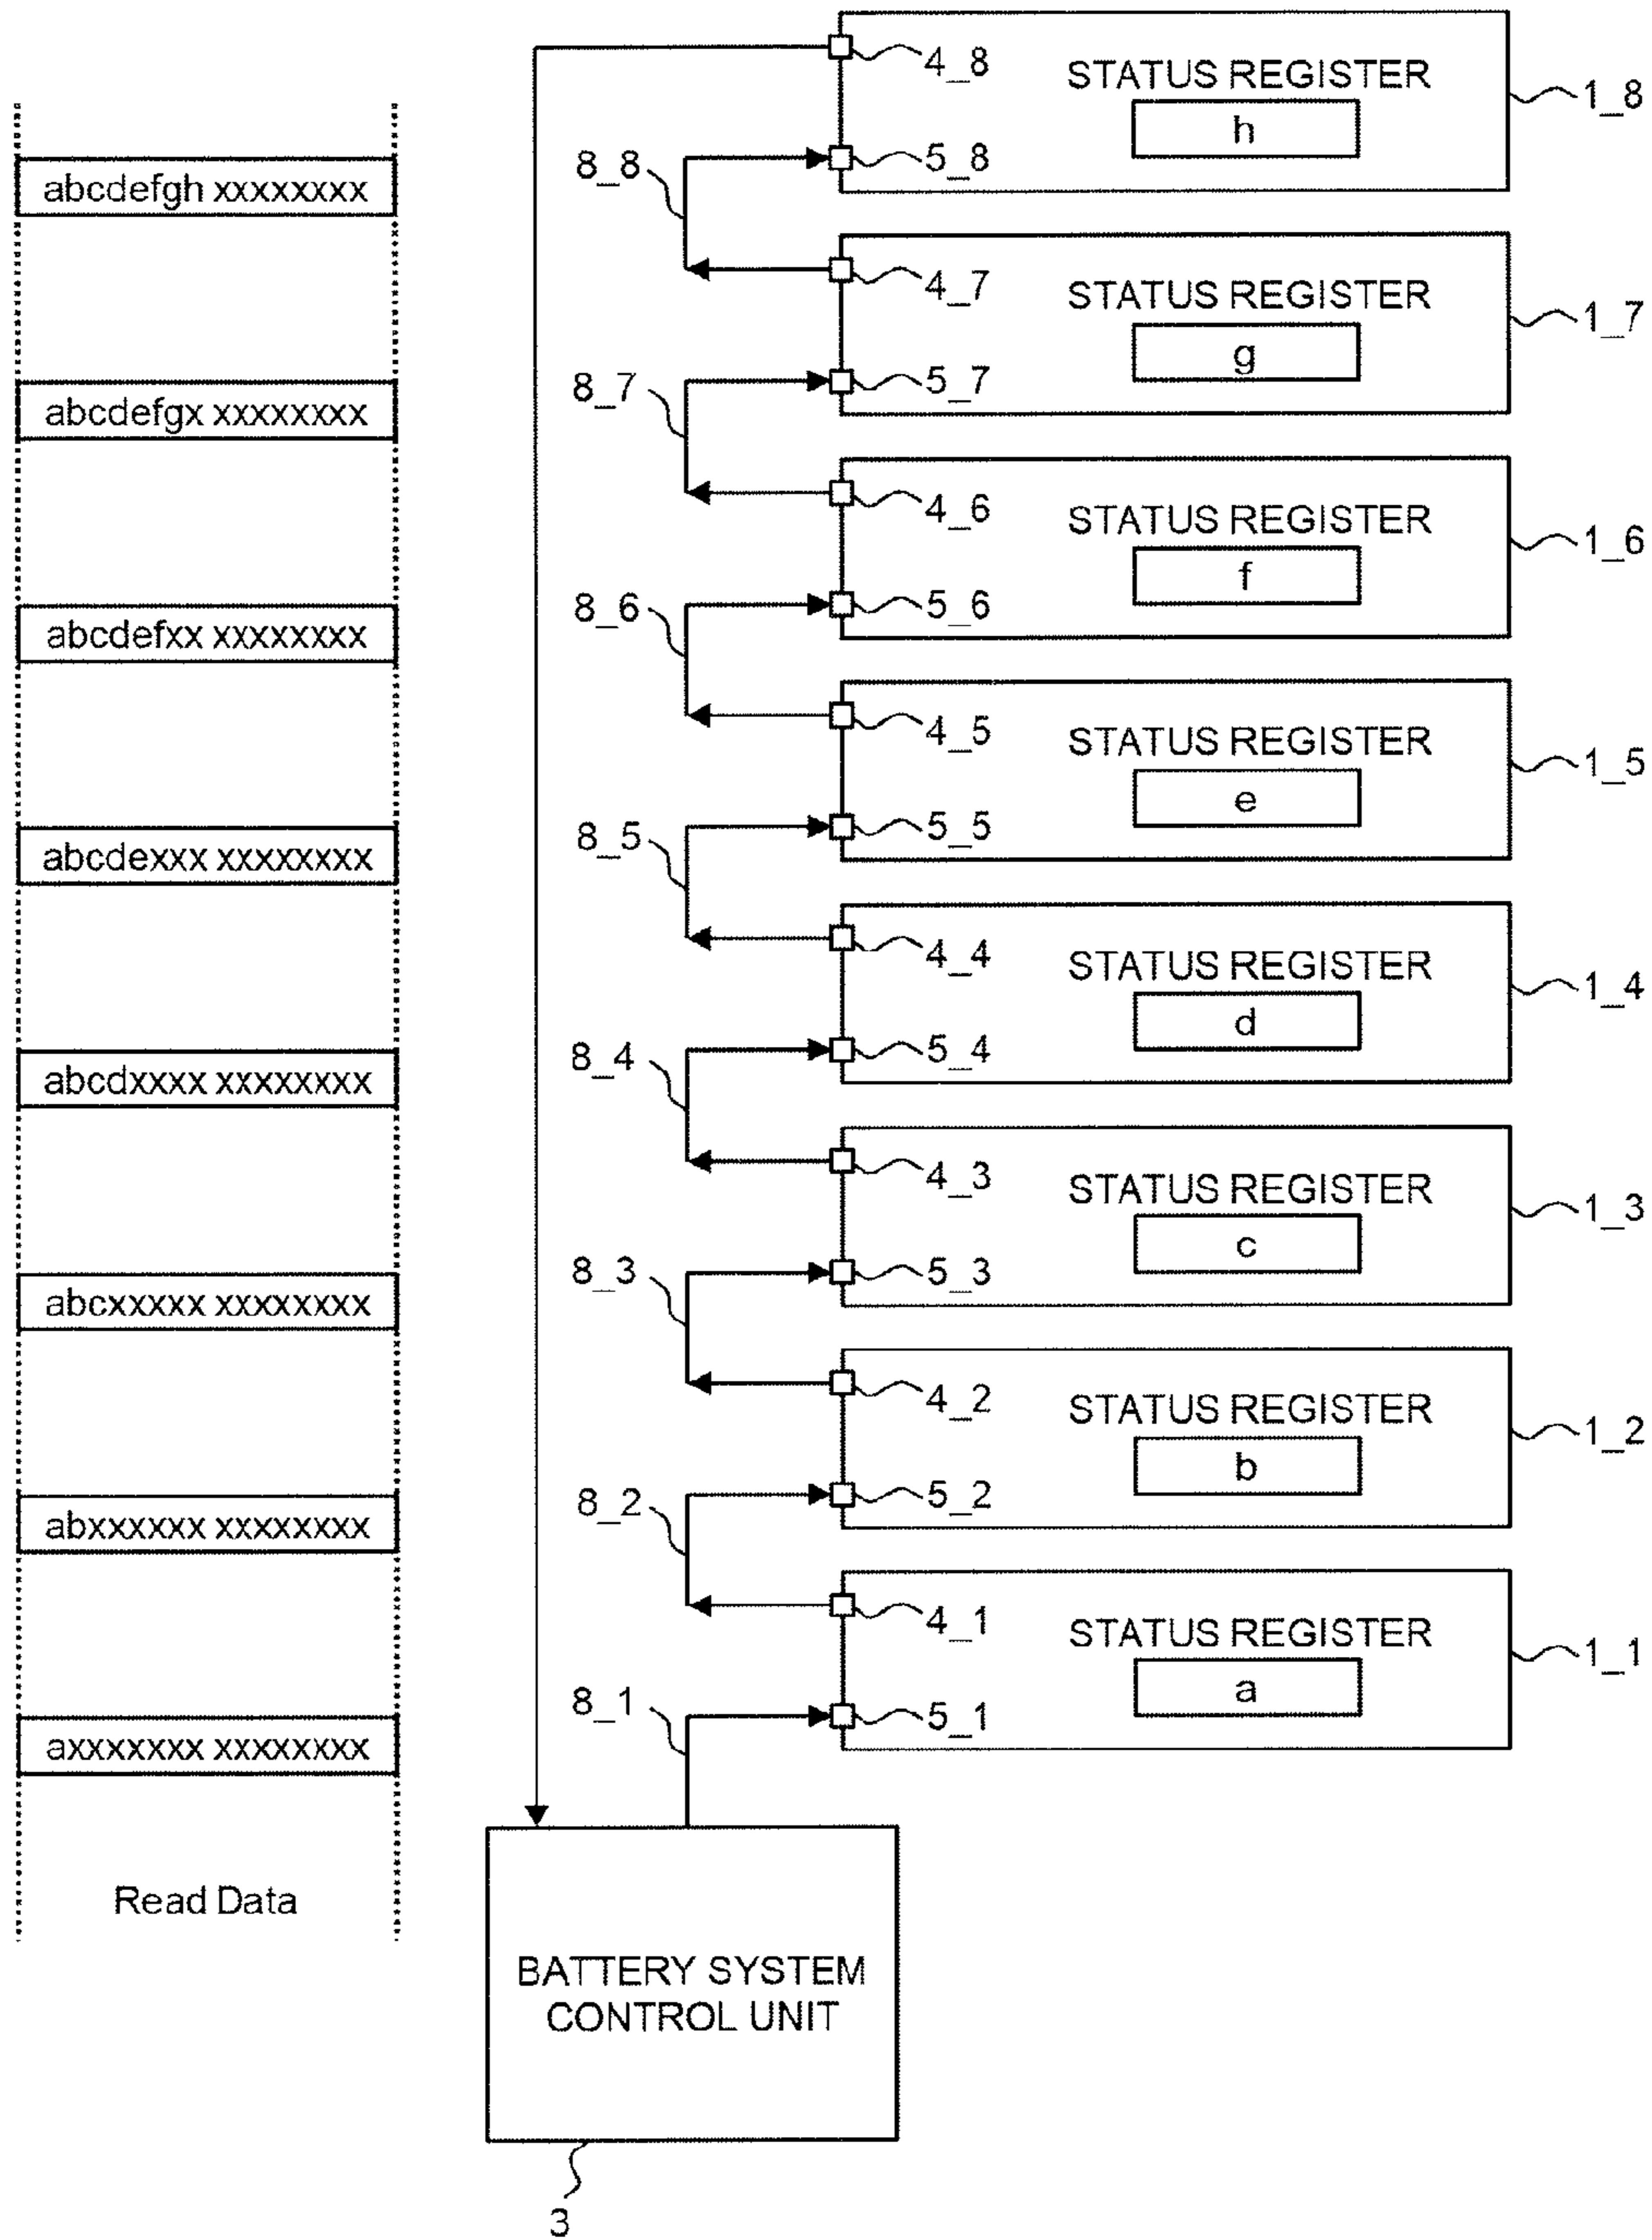 4_8
STATUS REGISTER
1_8
h
8_8
5_8
abcdefgh xxxxxxxx
4_7
STATUS REGISTER
1_7
g
8_7
5_7
abcdefgx xxxxxxxx
4_6
STATUS REGISTER
1_6
f
8_6
5_6
abcdefxx xxxxxxxx
4_5
STATUS REGISTER
1_5
e
8_5
5_5
abcdexxx xxxxxxxx
4_4
STATUS REGISTER
1_4
d
8_4
5_4
abcdxxxx xxxxxxxx
4_3
STATUS REGISTER
1_3
c
8_3
5_3
abcxxxxx xxxxxxxx
4_2
STATUS REGISTER
1_2
b
8_2
5_2
abxxxxxx xxxxxxxx
4_1
STATUS REGISTER
1_1
a
8_1
5_1
axxxxxxx xxxxxxxx
Read Data
BATTERY SYSTEM
CONTROL UNIT
3